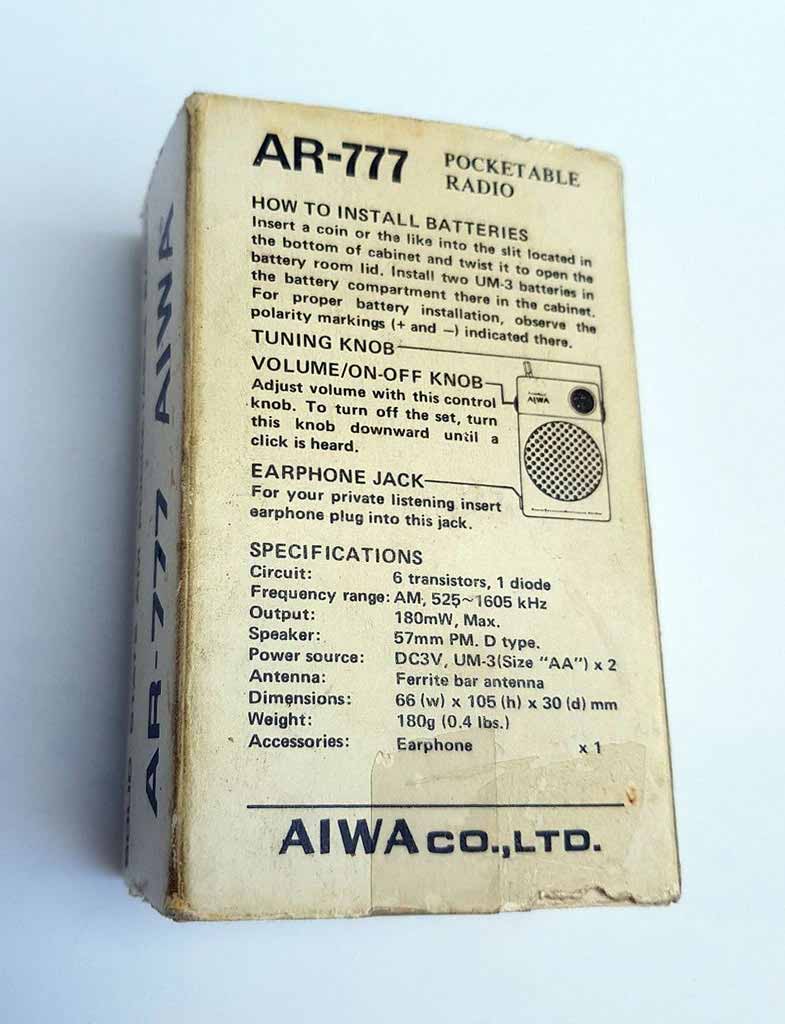 AR-777 POCKETABLE RADIO
HOW TO INSTALL BATTERIES
Insert a coin or the like into the slit located in
the bottom of cabinet and twist it to open the
battery room lid. Install two UM-3 batteries in
the battery compartment there in the cabinet.
For proper battery installation, observe the
polarity markings (+ and −) indicated there.
TUNING KNOB
VOLUME/ON-OFF KNOB
Adjust volume with this control
knob. To turn off the set, turn
this knob downward until a
click is heard.
AIWA
EARPHONE JACK
For your private listening insert
earphone plug into this jack.
SPECIFICATIONS
Circuit: 6 transistors, 1 diode
Frequency range: AM, 525~1605 kHz
Output: 180mW, Max.
Speaker: 57mm PM. D type.
Power source: DC3V, UM-3(Size "AA") x 2
Antenna: Ferrite bar antenna
Dimensions: 66 (w) x 105 (h) x 30 (d) mm
Weight: 180g (0.4 lbs.)
Accessories: Earphone x 1
AIWA CO.,LTD.
AR-777 AIWA